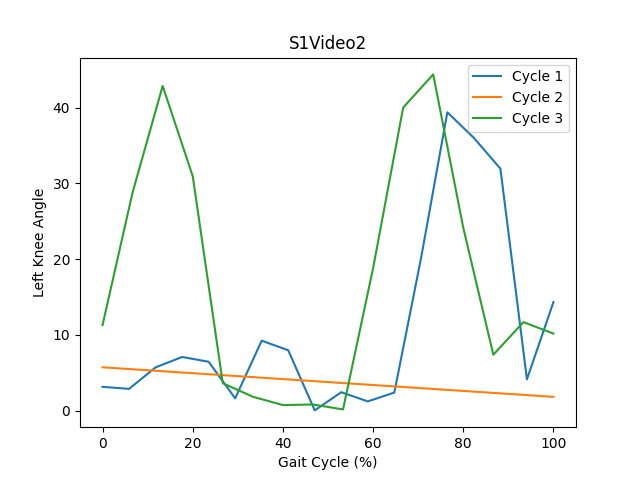 S1Video2
Cycle 1
Cycle 2
Cycle 3
Left Knee Angle
40
30
20
10
0
0 20 40 60 80 100
Gait Cycle (%)